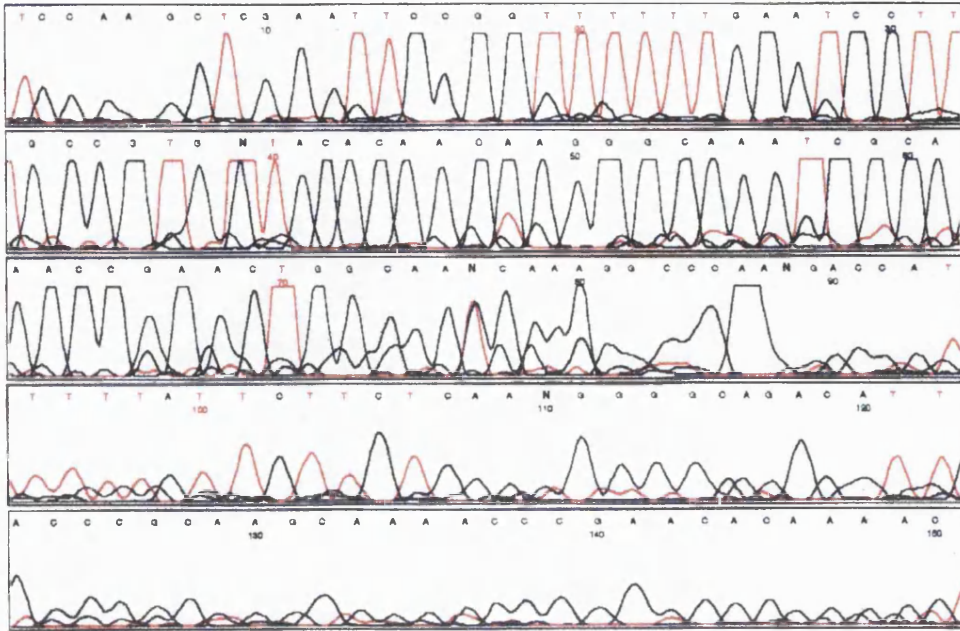 T C C A A G C T C G A A T T C C G G T T T T T T G A A T C C T T
10 20 30
G C C G T G N T A C A C A A C A A G G G C A A A T C G C A
40 50 60
A A C C G A A C T G G C A A N C A A A G G C C C A A N G A C C A T
70 80 90
T T T T A T T C T T C T C A A N G G G G C A G A C A T T
100 110 120
A C C C G C A A G C A A A A C C C G A A C A C A A A A C
130 140 150